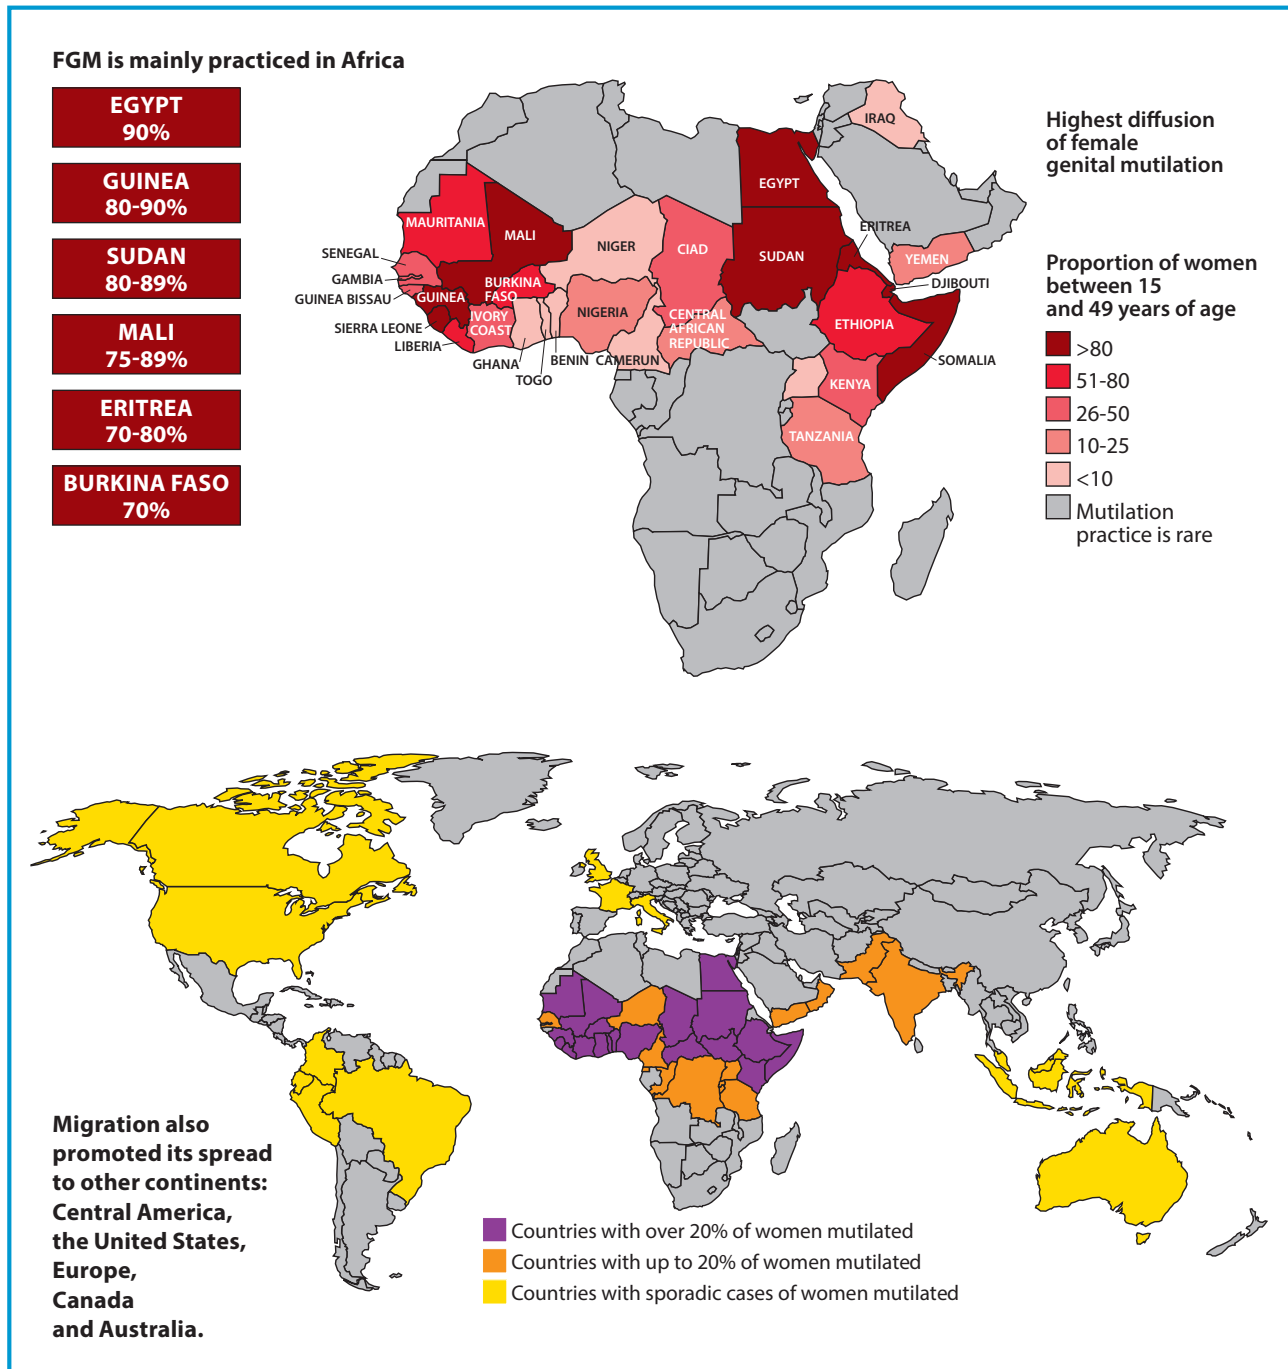 FGM is mainly practiced in Africa
EGYPT
90%
GUINEA
80-90%
SUDAN
80-89%
MALI
75-89%
ERITREA
70-80%
BURKINA FASO
70%
IRAQ
EGYPT
MAURITANIA
MALI
NIGER
CIAD
SUDAN
ERITREA
YEMEN
DJIBOUTI
SENEGAL
GAMBIA
GUINEA BISSAU
GUINEA
BURKINA
FASO
SIERRA LEONE
LIBERIA
IVORY
COAST
GHANA
TOGO
BENIN
NIGERIA
CAMERUN
CENTRAL
AFRICAN
REPUBLIC
ETHIOPIA
SOMALIA
KENYA
TANZANIA
Highest diffusion
of female
genital mutilation
Proportion of women
between 15
and 49 years of age
>80
51-80
26-50
10-25
<10
Mutilation
practice is rare
Migration also
promoted its spread
to other continents:
Central America,
the United States,
Europe,
Canada
and Australia.
Countries with over 20% of women mutilated
Countries with up to 20% of women mutilated
Countries with sporadic cases of women mutilated